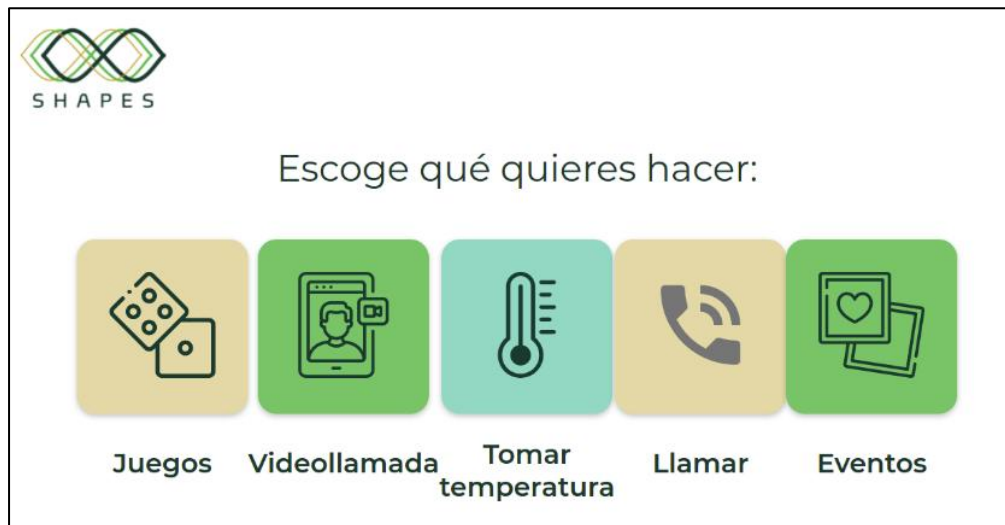 SHAPES
Escoge qué quieres hacer:
Juegos
Videollamada
Tomar
temperatura
Llamar
Eventos